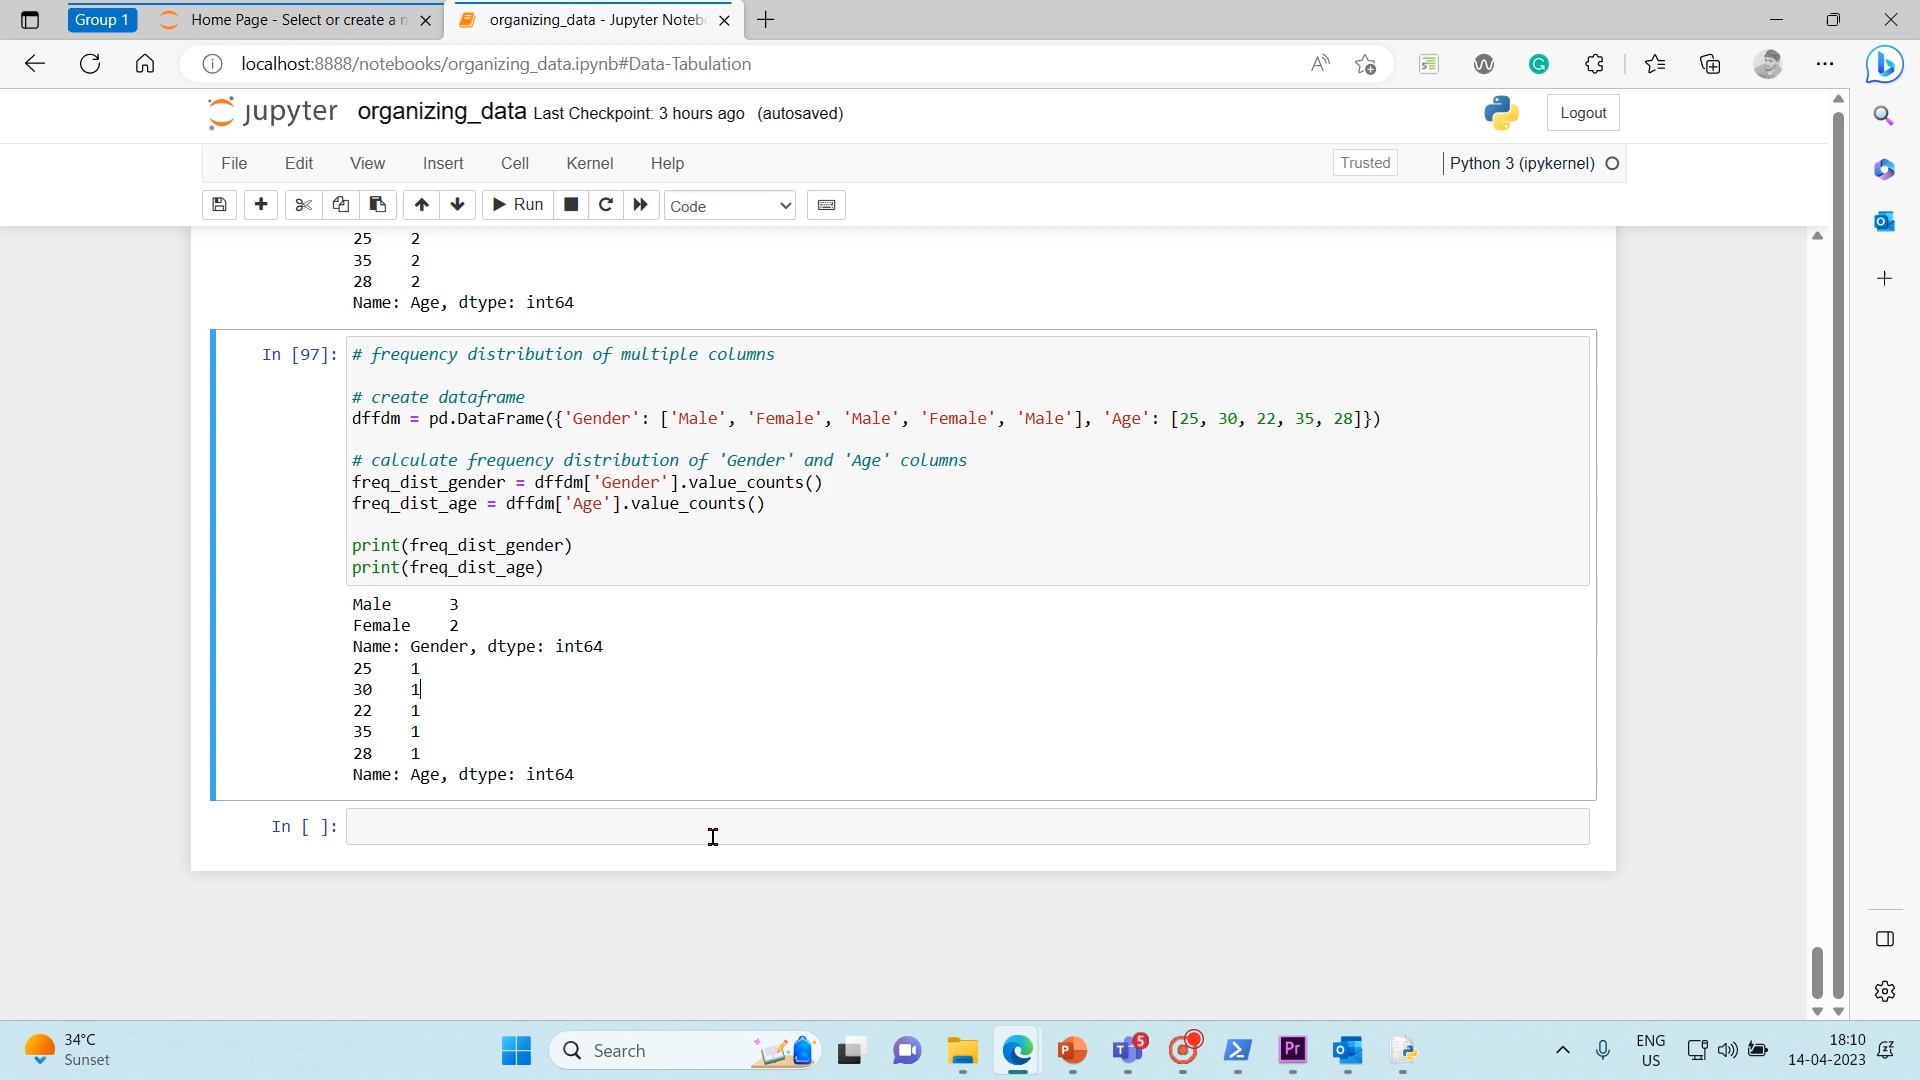 Group 1
Home Page - Select or create a n
organizing_data - Jupyter Noteb
localhost:8888/notebooks/organizing_data.ipynb#Data-Tabulation
jupyter organizing_data Last Checkpoint: 3 hours ago (autosaved)
Logout
File Edit View Insert Cell Kernel Help
Trusted
Python 3 (ipykernel)
Run
Code
25 2
35 2
28 2
Name: Age, dtype: int64
In [97]:
# frequency distribution of multiple columns
# create dataframe
dffdm = pd.DataFrame({'Gender': ['Male', 'Female', 'Male', 'Female', 'Male'], 'Age': [25, 30, 22, 35, 28]})
# calculate frequency distribution of 'Gender' and 'Age' columns
freq_dist_gender = dffdm['Gender'].value_counts()
freq_dist_age = dffdm['Age'].value_counts()
print(freq_dist_gender)
print(freq_dist_age)
Male 3
Female 2
Name: Gender, dtype: int64
25 1
30 1
22 1
35 1
28 1
Name: Age, dtype: int64
In [ ]:
34°C
Sunset
Search
5
Pr
ENG
US
18:10
14-04-2023